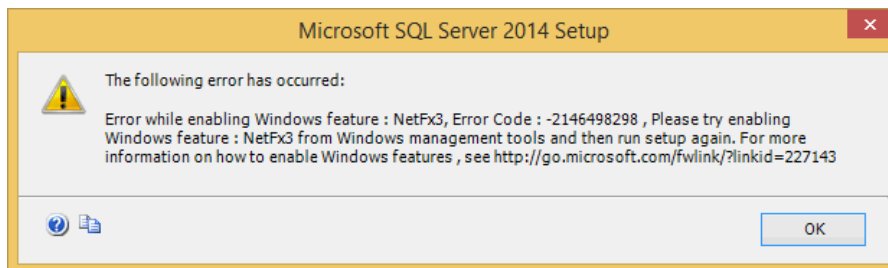 Microsoft SQL Server 2014 Setup
The following error has occurred:
Error while enabling Windows feature : NetFx3, Error Code : -2146498298 , Please try enabling
Windows feature : NetFx3 from Windows management tools and then run setup again. For more
information on how to enable Windows features , see http://go.microsoft.com/fwlink/?linkid=227143
OK